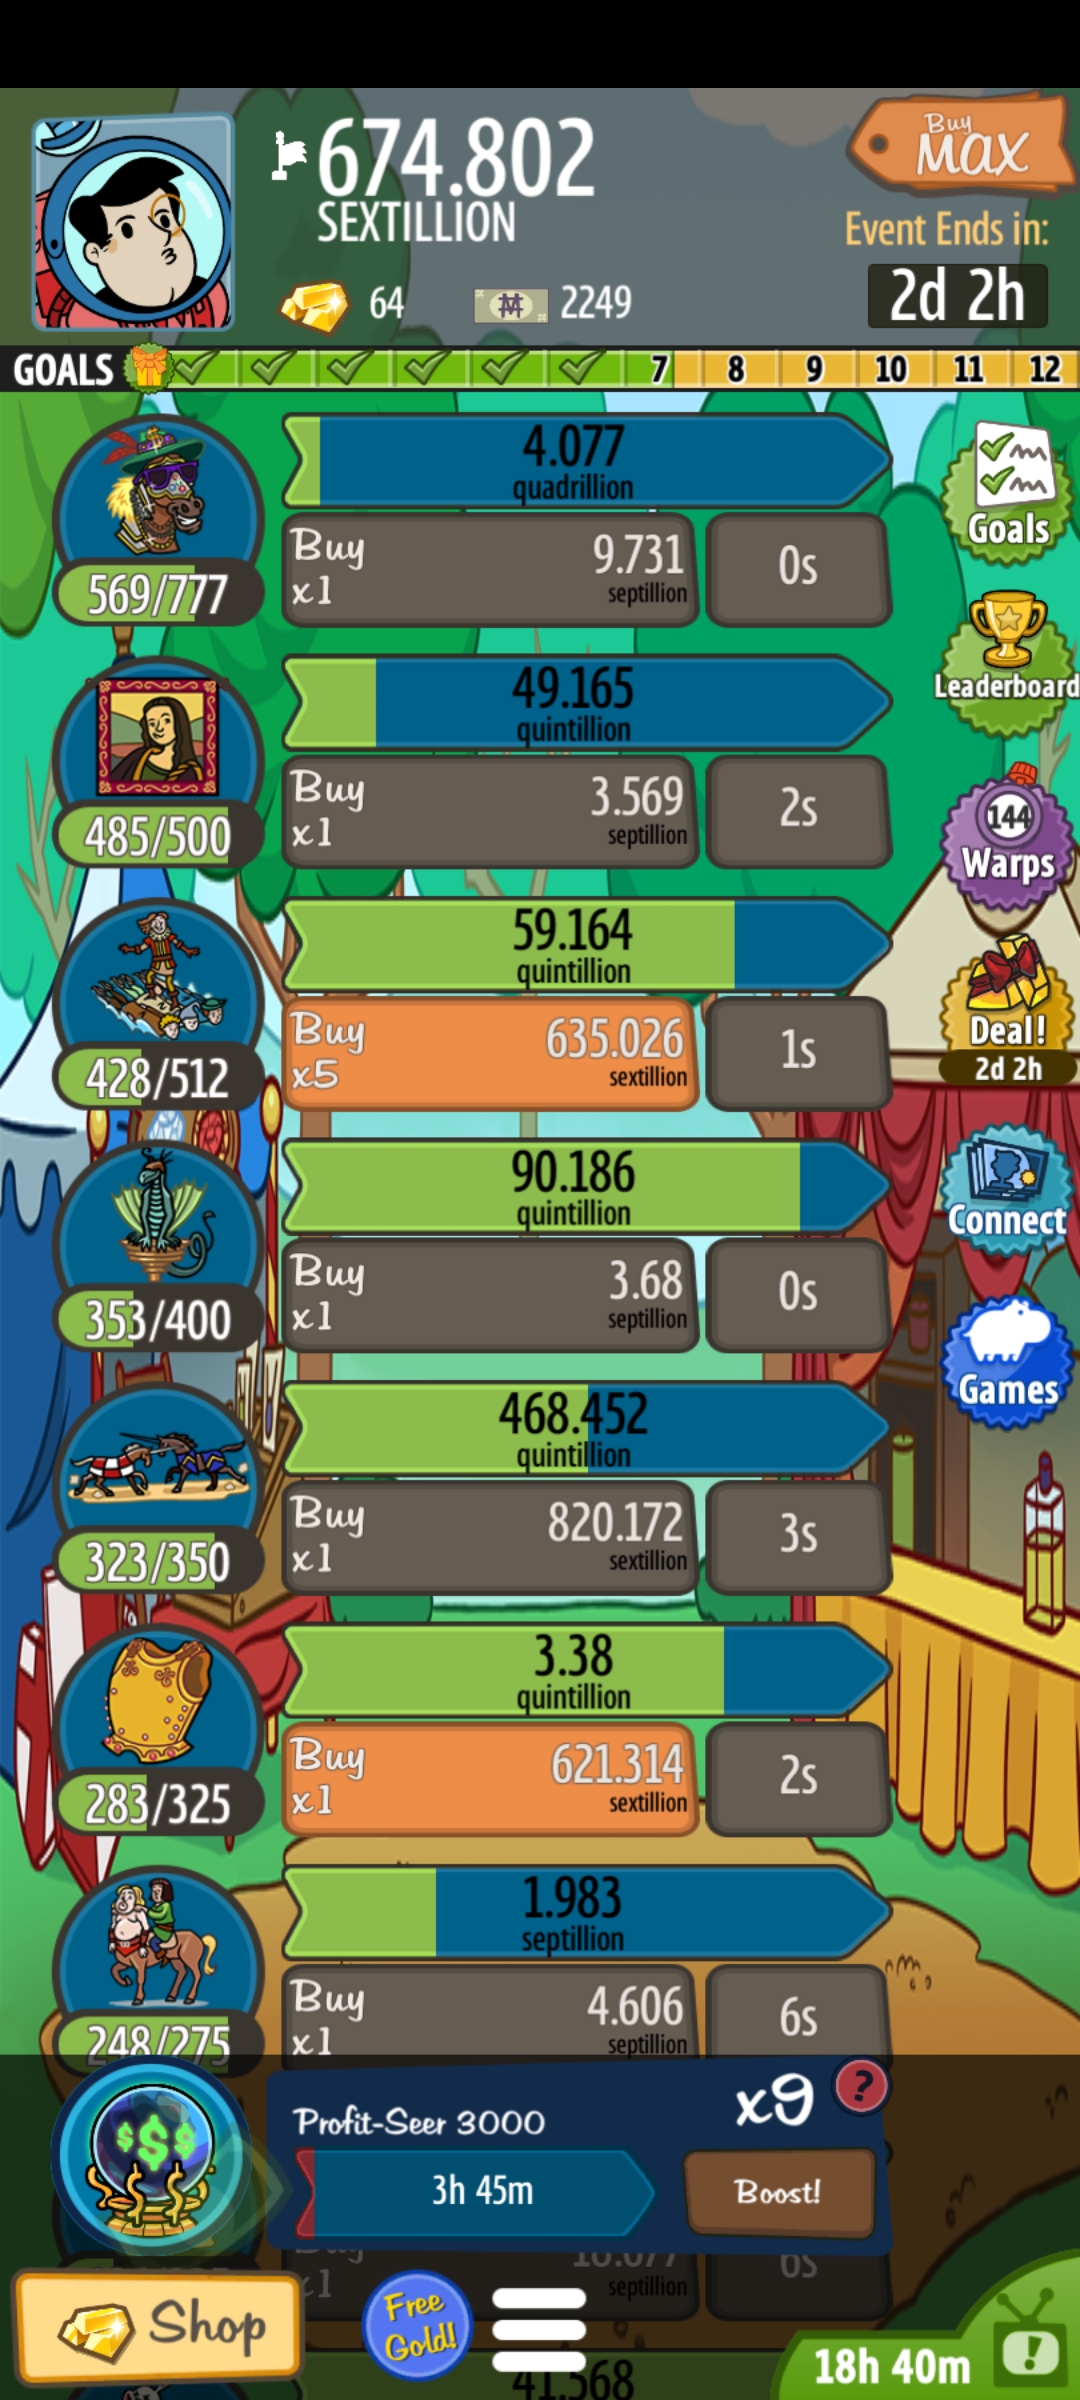 674.802
SEXTILLION
Buy
MAX
Event Ends in:
2d 2h
64
2249
GOALS
7
8
9
10
11
12
4.077
quadrillion
Buy
x1
9.731
septillion
0s
569/777
Goals
Leaderboard
49.165
quintillion
Buy
x1
3.569
septillion
2s
485/500
144
Warps
59.164
quintillion
Buy
x5
635.026
sextillion
1s
428/512
Deal!
2d 2h
90.186
quintillion
Buy
x1
3.68
septillion
0s
353/400
Connect
468.452
quintillion
Buy
x1
820.172
sextillion
3s
323/350
Games
3.38
quintillion
Buy
x1
621.314
sextillion
2s
283/325
1.983
septillion
Buy
x1
4.606
septillion
6s
248/275
$$$
Profit-Seer 3000
x9
?
3h 45m
Boost!
x1
septillion
6s
Shop
Free
Gold!
18h 40m
!
41.568